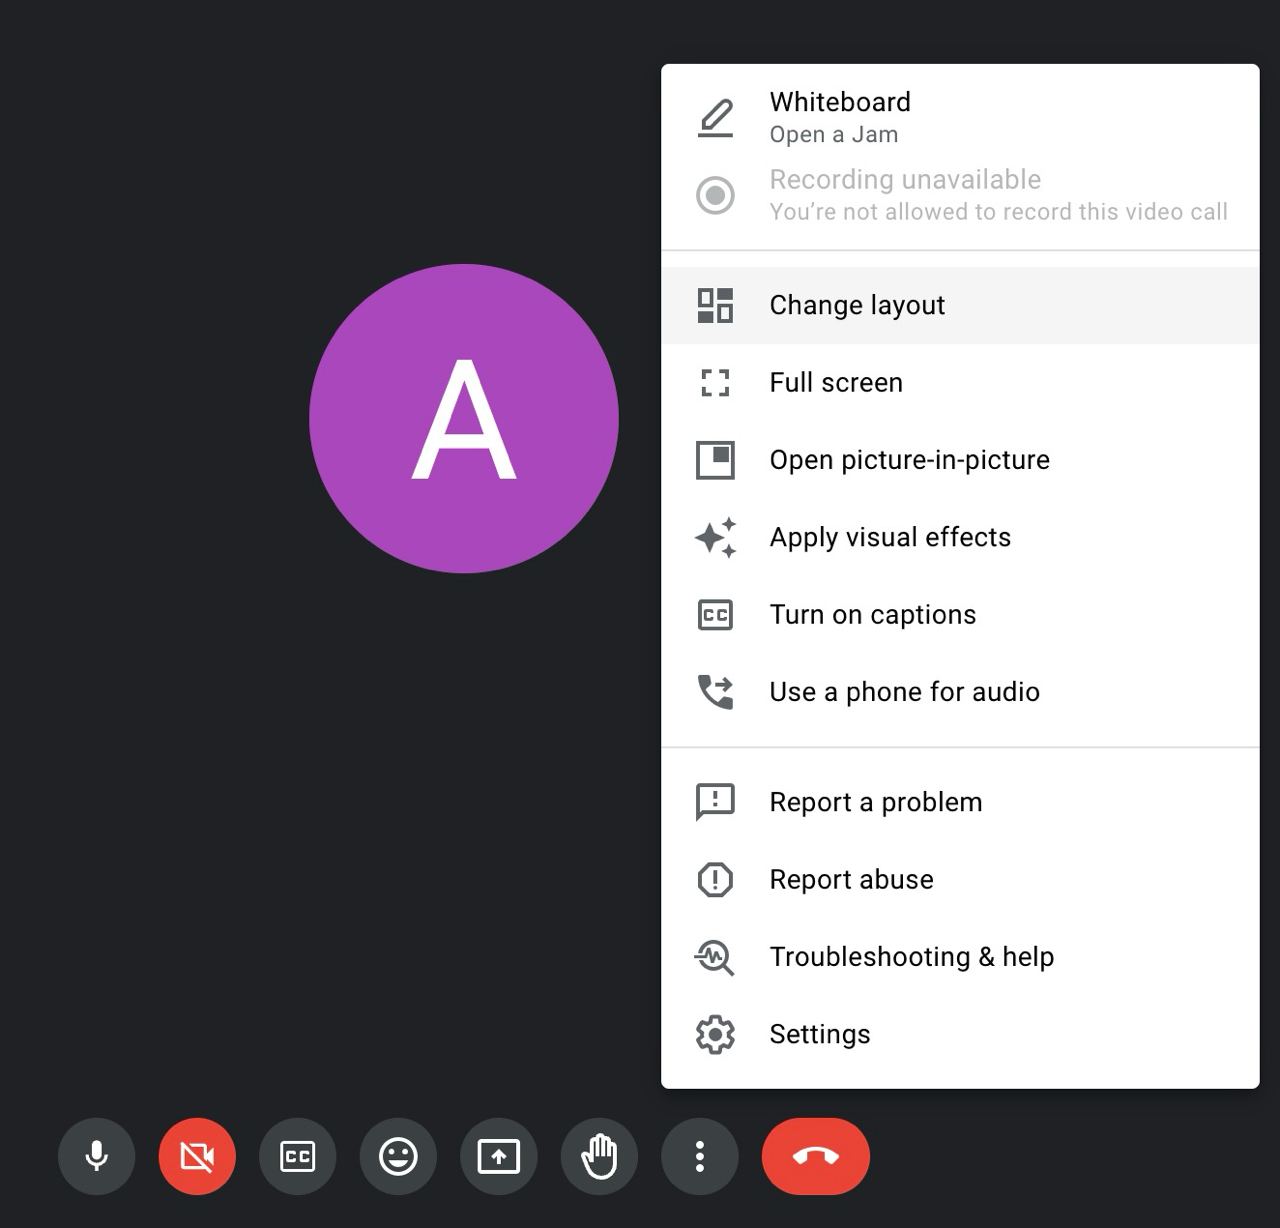 Whiteboard
Open a Jam
Recording unavailable
You’re not allowed to record this video call
Change layout
A
Full screen
Open picture-in-picture
Apply visual effects
CC
Turn on captions
Use a phone for audio
Report a problem
Report abuse
Troubleshooting & help
Settings
CC